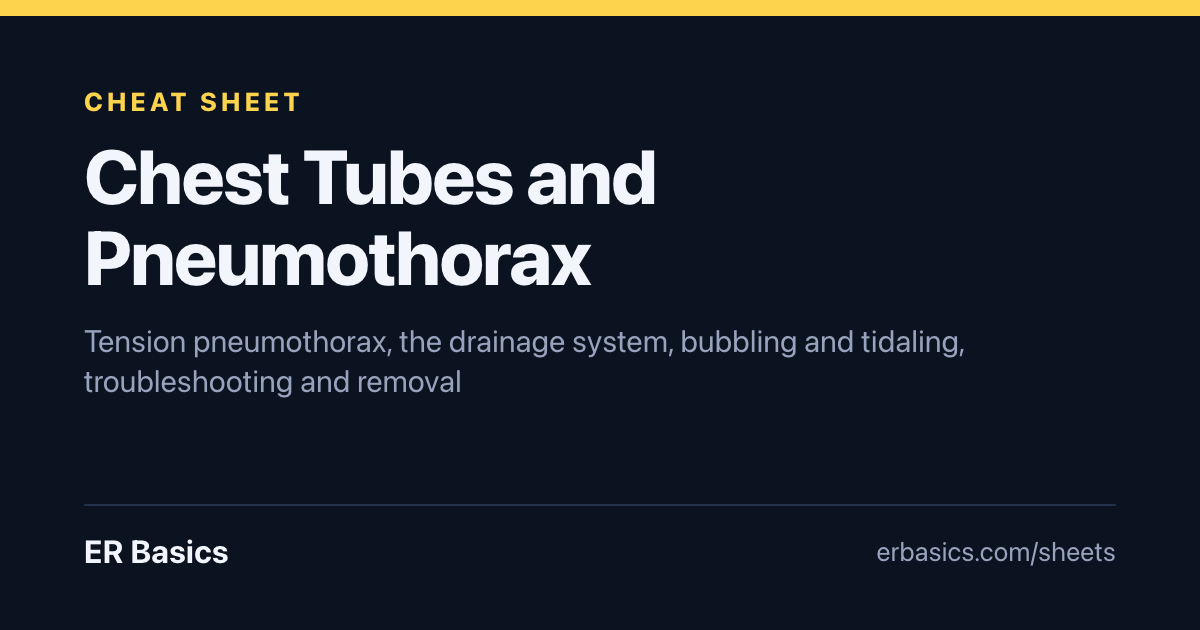 CHEAT SHEET
Chest Tubes and
Pneumothorax
Tension pneumothorax, the drainage system, bubbling and tidaling,
troubleshooting and removal
ER Basics
erbasics.com/sheets